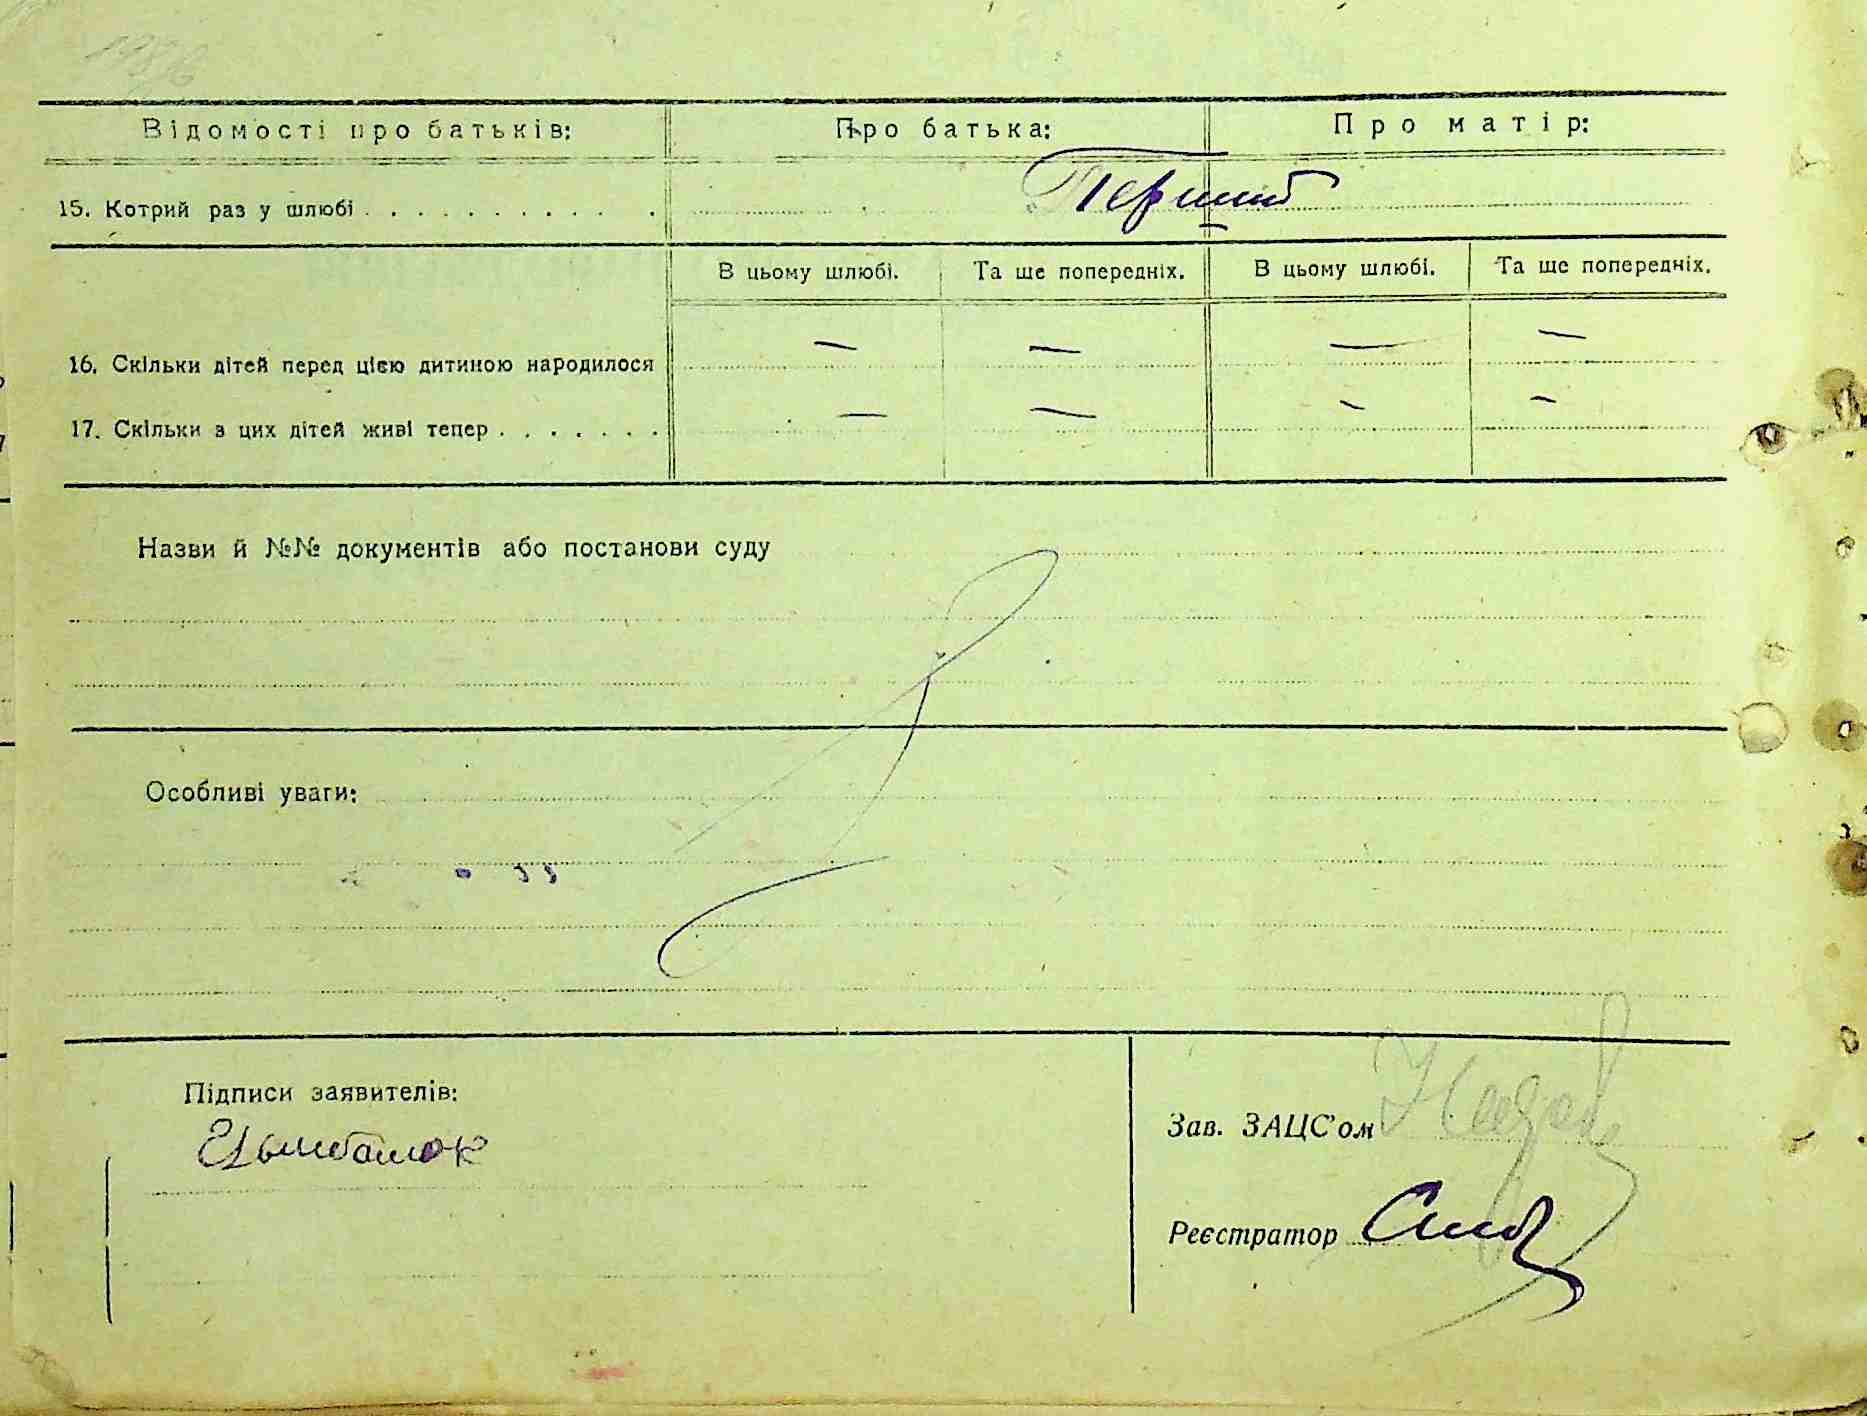 Відомості про батьків: Про батька: Про матір:
15. Котрий раз у шлюбі . . . . . . . . . . . Перший
В цьому шлюбі. Та ще попередніх. В цьому шлюбі. Та ще попередніх.
16. Скільки дітей перед цією дитиною народилося — — — —
17. Скільки з цих дітей живі тепер . . . . . . . — — — —
Назви й №№ документів або постанови суду
Особливі уваги:
Підписи заявителів:
Зав. ЗАЦС'ом
Реєстратор